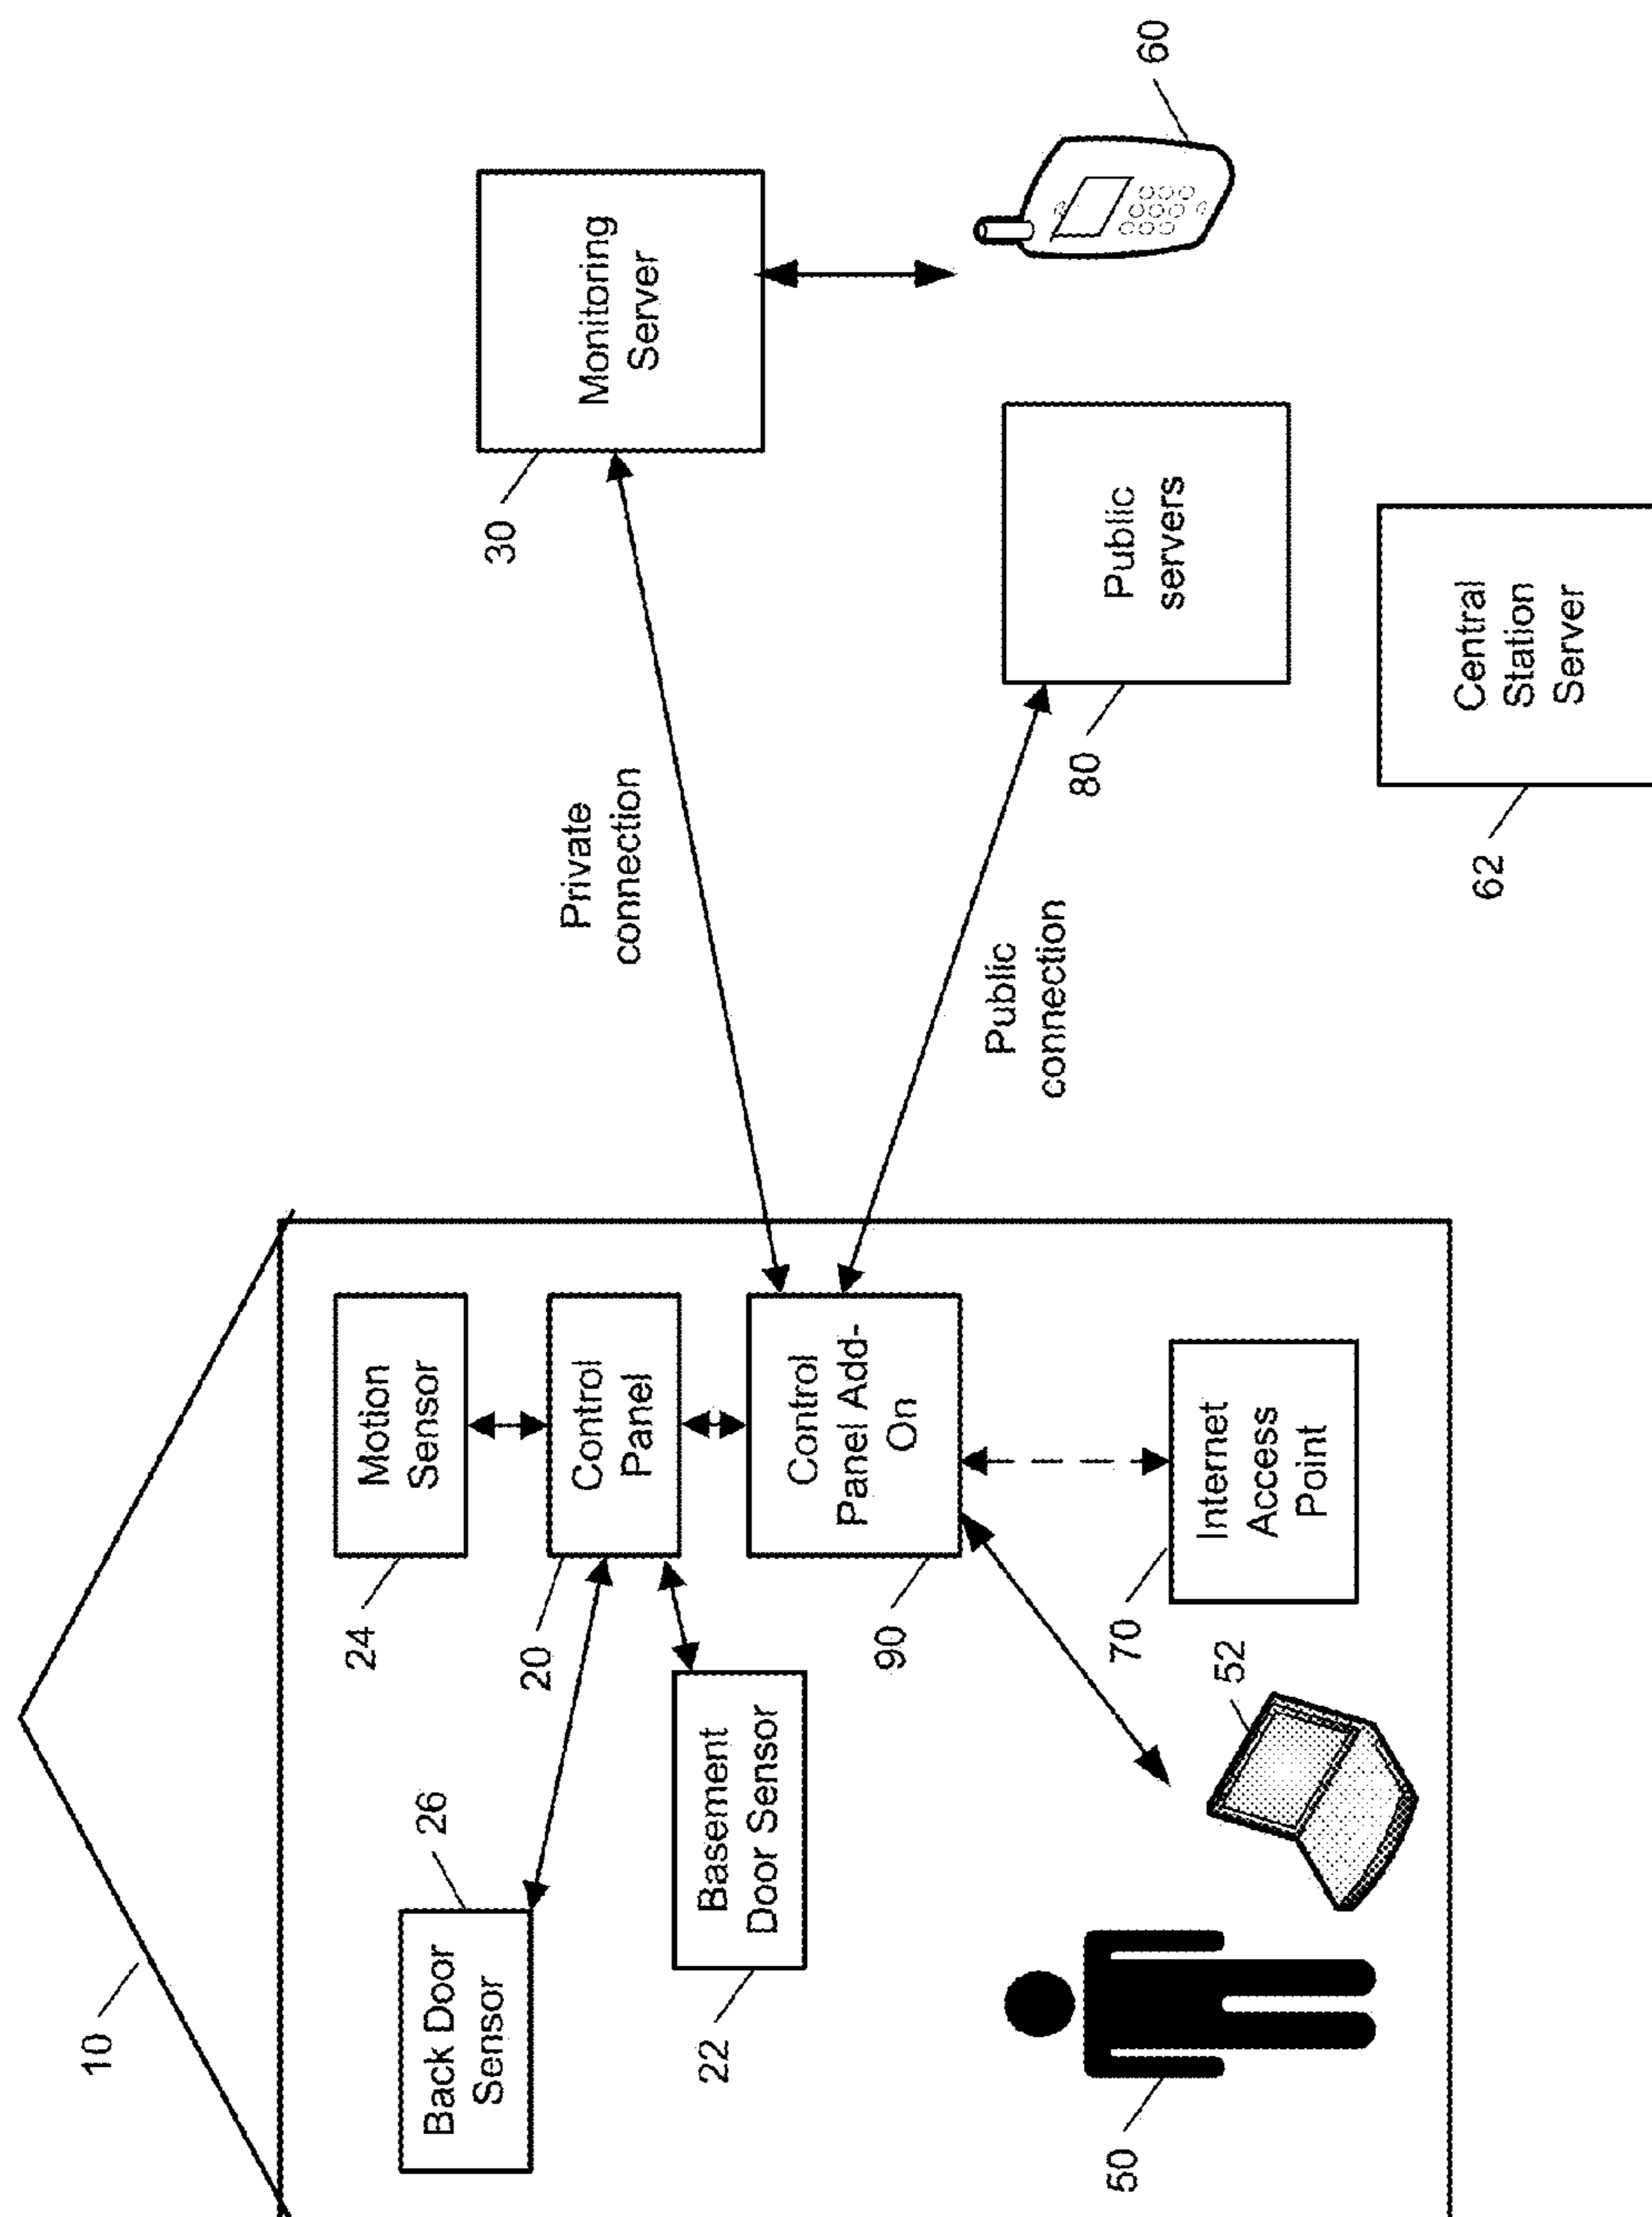 10
Back Door
Sensor
26
Motion
Sensor
24
Control
Panel
20
Basement
Door Sensor
22
Control
Panel Add-
On
90
Internet
Access
Point
70
52
50
Private
connection
Public
connection
Monitoring
Server
30
60
Public
servers
80
Central
Station
Server
62